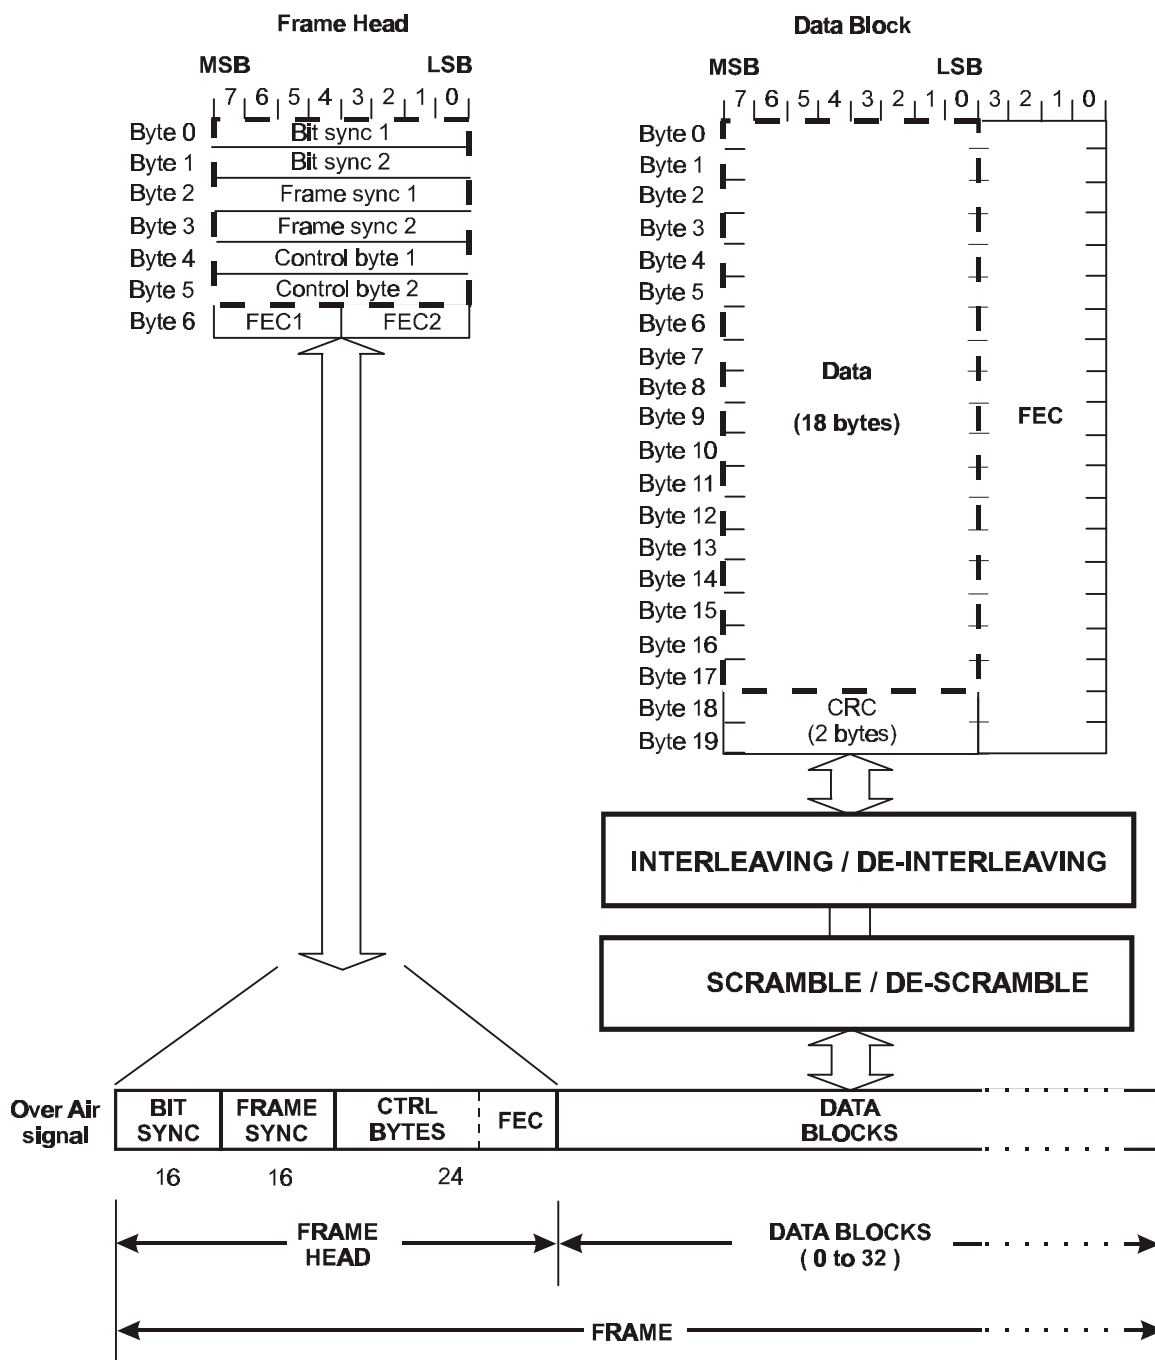 Frame Head
MSB LSB
7 6 5 4 3 2 1 0
Byte 0 Bit sync 1
Byte 1 Bit sync 2
Byte 2 Frame sync 1
Byte 3 Frame sync 2
Byte 4 Control byte 1
Byte 5 Control byte 2
Byte 6 FEC1 FEC2
Data Block
MSB LSB
7 6 5 4 3 2 1 0 3 2 1 0
Byte 0
Byte 1
Byte 2
Byte 3
Byte 4
Byte 5
Byte 6
Byte 7
Byte 8
Byte 9
Byte 10
Byte 11
Byte 12
Byte 13
Byte 14
Byte 15
Byte 16
Byte 17
Byte 18
Byte 19
Data
(18 bytes)
FEC
CRC
(2 bytes)
INTERLEAVING / DE-INTERLEAVING
SCRAMBLE / DE-SCRAMBLE
Over Air
signal
BIT
SYNC
FRAME
SYNC
CTRL
BYTES
FEC
DATA
BLOCKS
16 16 24
FRAME
HEAD
DATA BLOCKS
( 0 to 32 )
FRAME